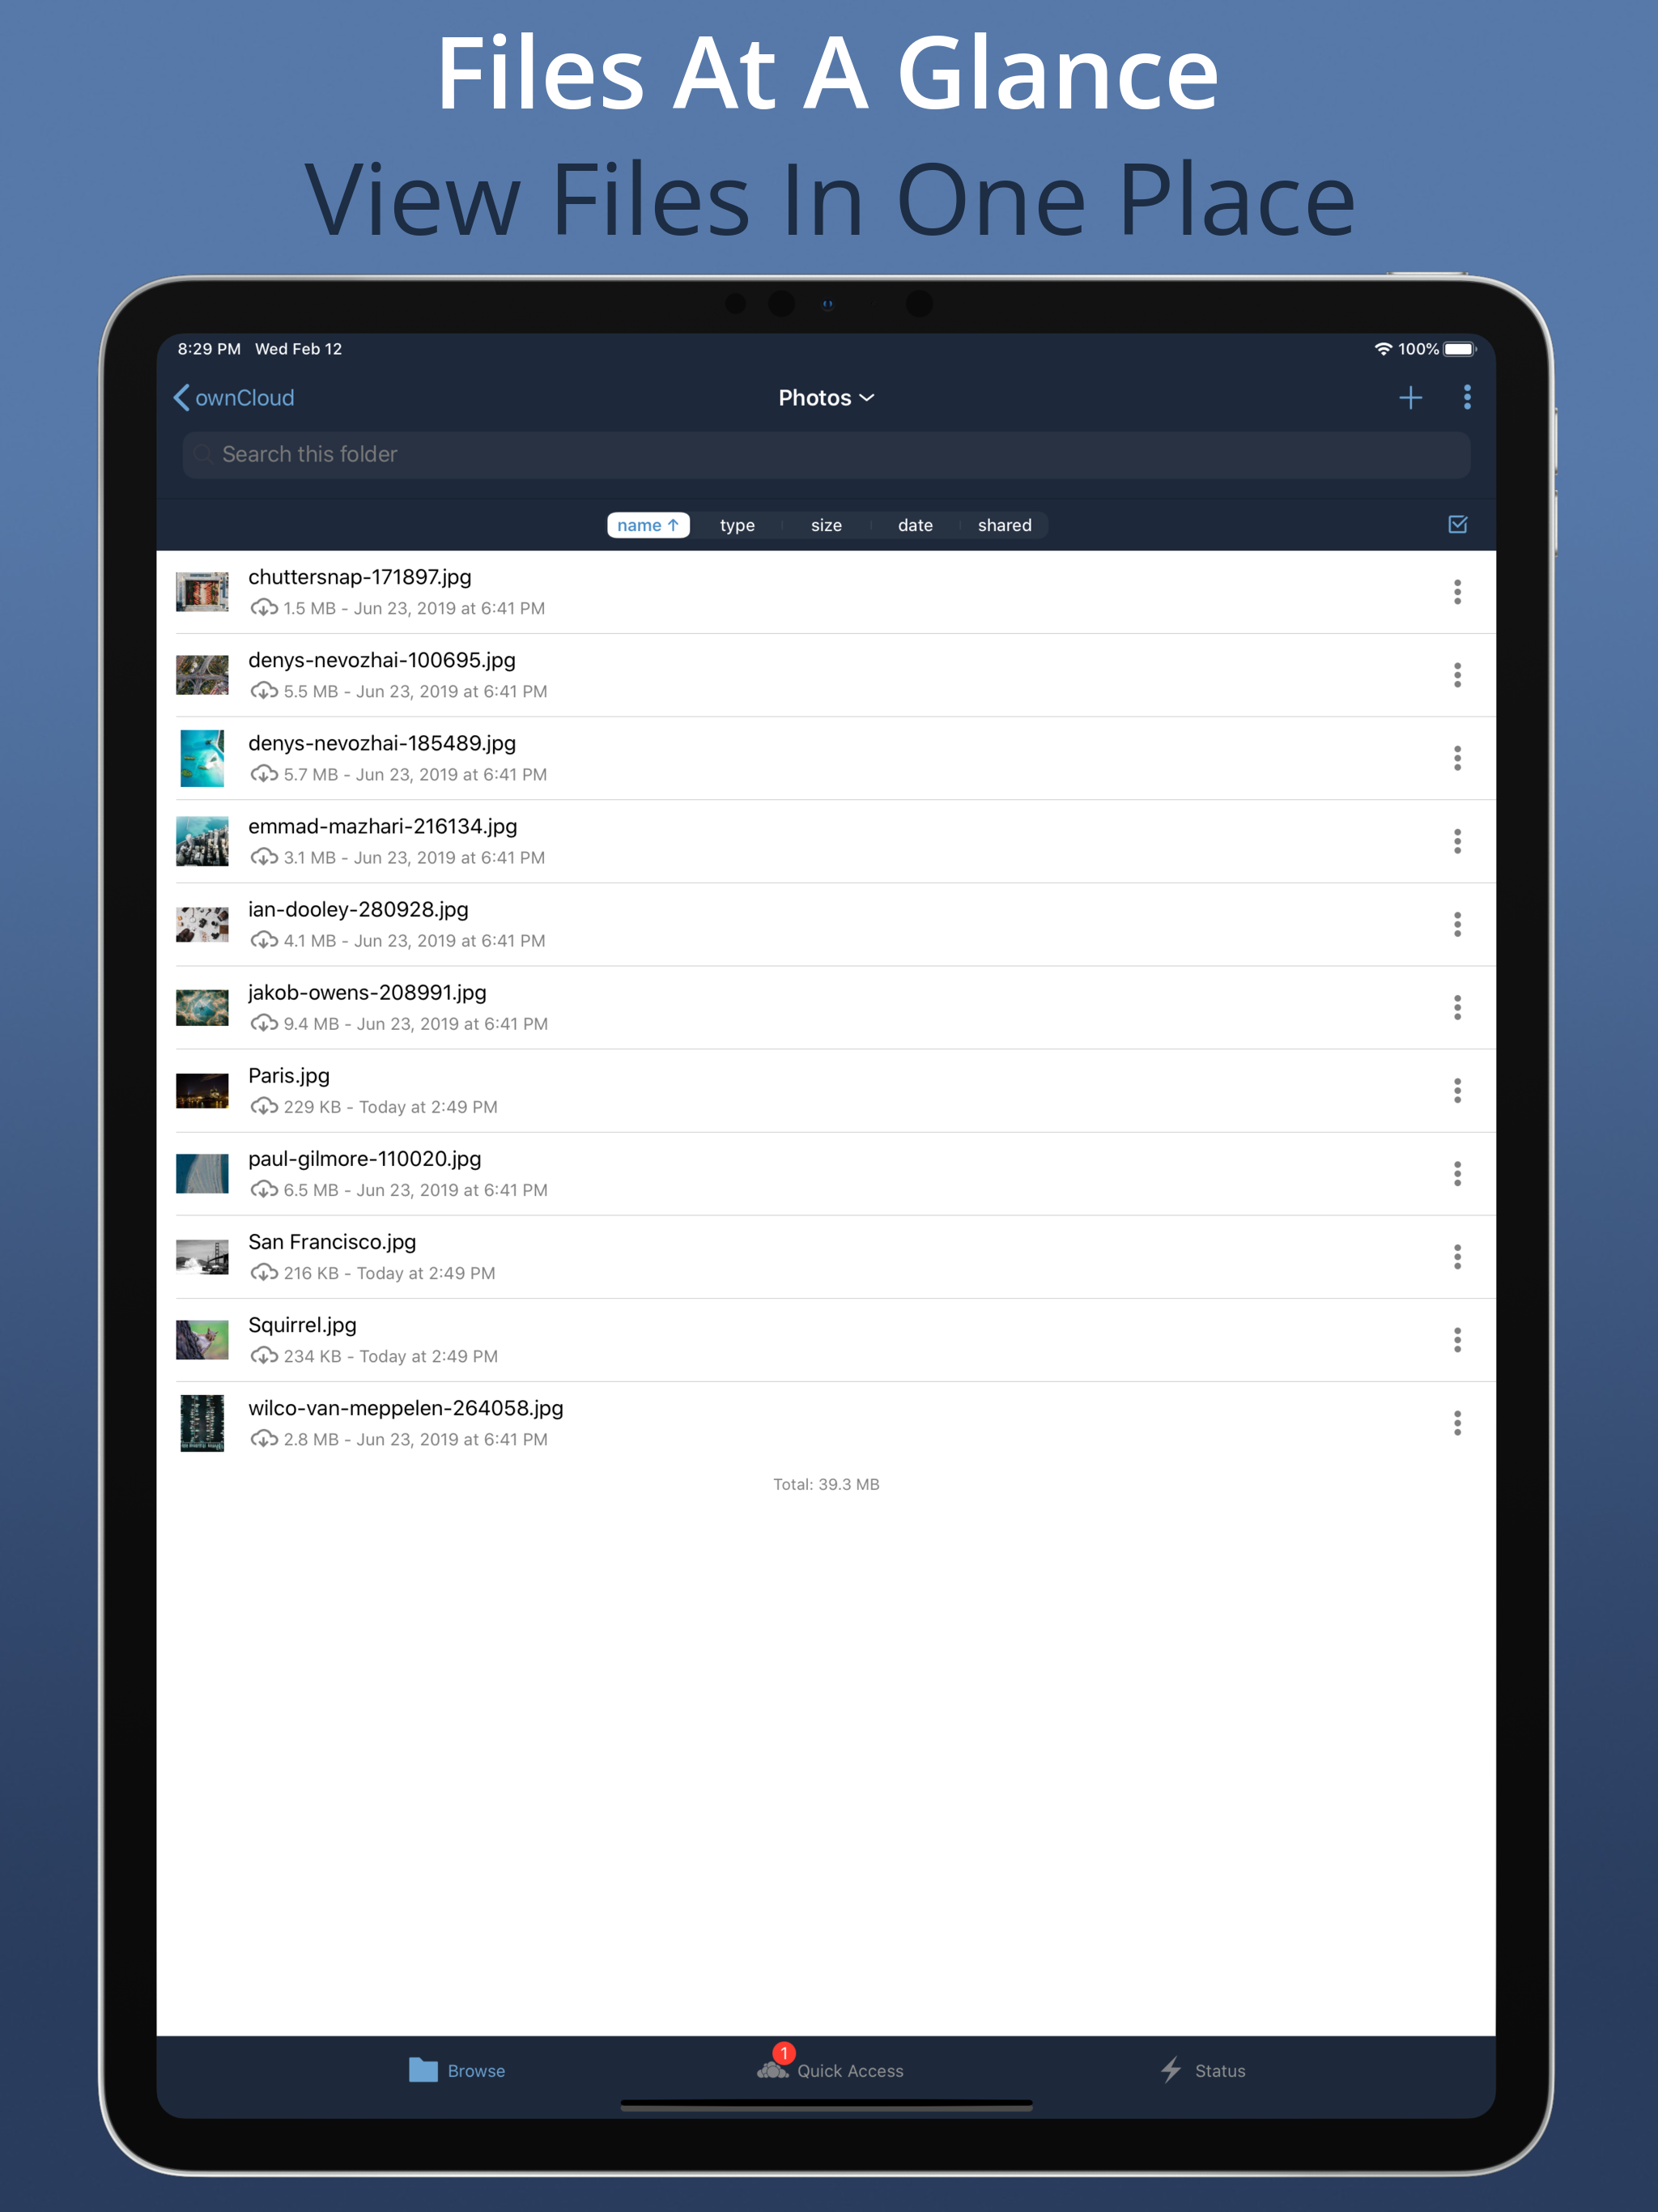 Files At A Glance
View Files In One Place
8:29 PM Wed Feb 12
100%
ownCloud
Photos
Search this folder
name ↑ type size date shared
chuttersnap-171897.jpg
1.5 MB - Jun 23, 2019 at 6:41 PM
denys-nevozhai-100695.jpg
5.5 MB - Jun 23, 2019 at 6:41 PM
denys-nevozhai-185489.jpg
5.7 MB - Jun 23, 2019 at 6:41 PM
emmad-mazhari-216134.jpg
3.1 MB - Jun 23, 2019 at 6:41 PM
ian-dooley-280928.jpg
4.1 MB - Jun 23, 2019 at 6:41 PM
jakob-owens-208991.jpg
9.4 MB - Jun 23, 2019 at 6:41 PM
Paris.jpg
229 KB - Today at 2:49 PM
paul-gilmore-110020.jpg
6.5 MB - Jun 23, 2019 at 6:41 PM
San Francisco.jpg
216 KB - Today at 2:49 PM
Squirrel.jpg
234 KB - Today at 2:49 PM
wilco-van-meppelen-264058.jpg
2.8 MB - Jun 23, 2019 at 6:41 PM
Total: 39.3 MB
Browse
1
Quick Access
Status